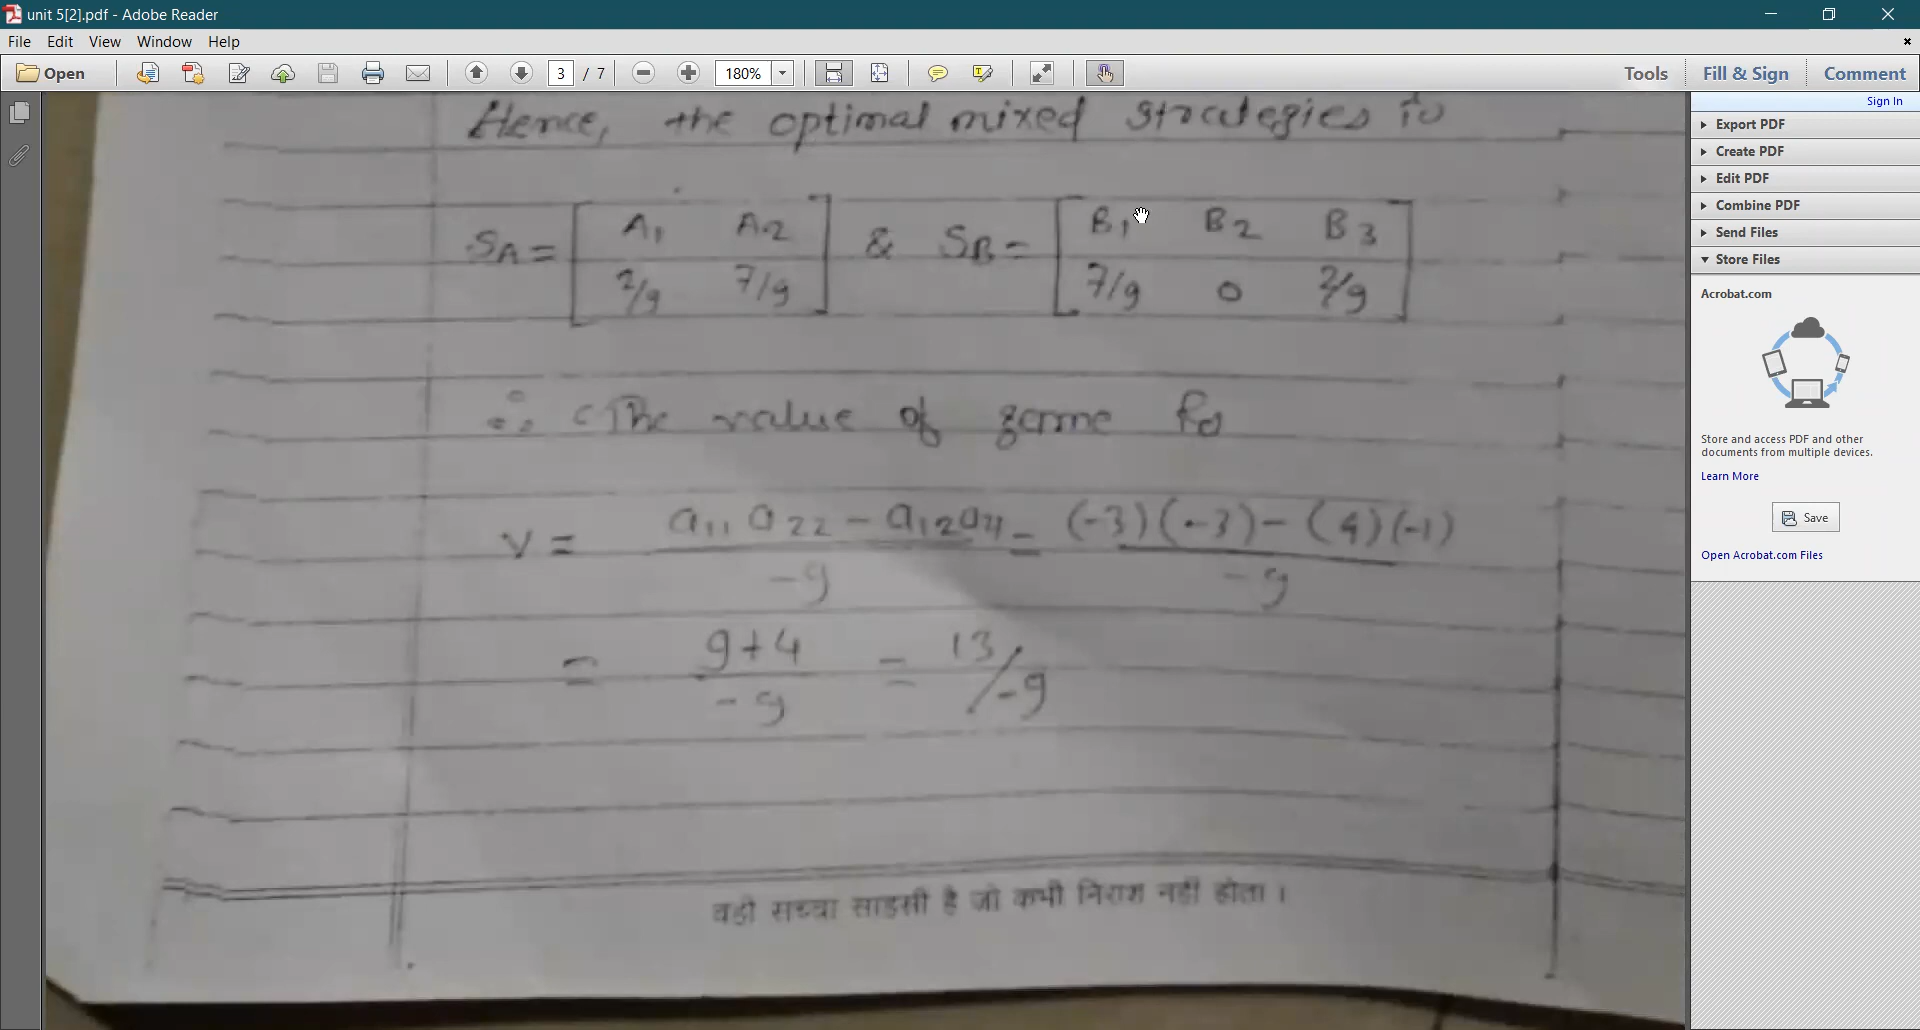 unit 5[2].pdf - Adobe Reader
File Edit View Window Help
Open 3 / 7 180% Tools Fill & Sign Comment
Sign In
Export PDF
Create PDF
Edit PDF
Combine PDF
Send Files
Store Files
Acrobat.com
Store and access PDF and other
documents from multiple devices.
Learn More
Save
Open Acrobat.com Files
Hence, the optimal mixed strategies is
SA = [ A1 A2 ] & SB = [ B1 B2 B3 ]
2/9 7/9 7/9 0 2/9
∴ The value of game is
V = a11 a22 - a12 a21 = (-3)(-3) - (4)(-1)
-9 -9
= 9+4 = 13/-9
-9
वही सच्चा साहसी है जो कभी निराश नहीं होता ।